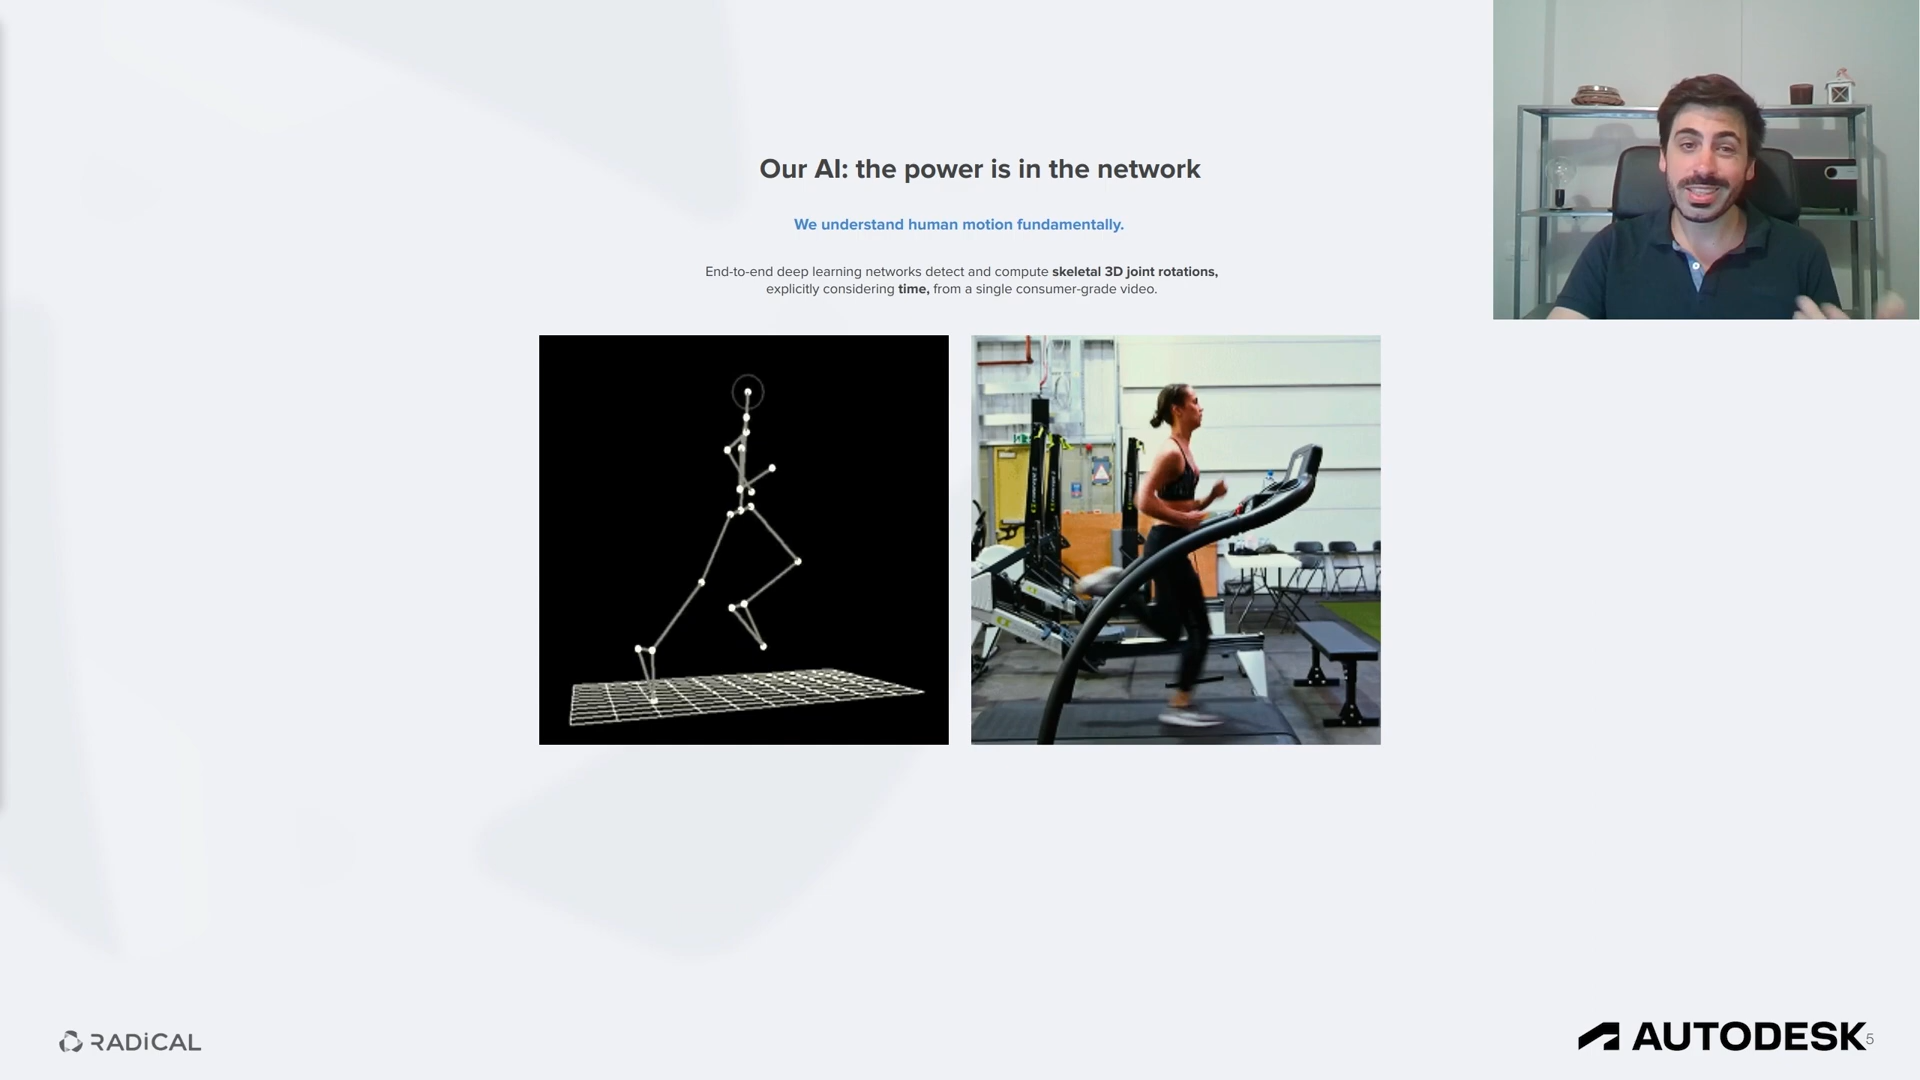 Our AI: the power is in the network
We understand human motion fundamentally.
End-to-end deep learning networks detect and compute skeletal 3D joint rotations,
explicitly considering time, from a single consumer-grade video.
RADiCAL
AUTODESK
5